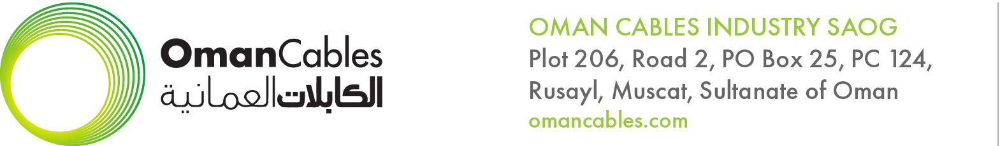 OmanCables
الكابلات العمانية
OMAN CABLES INDUSTRY SAOG
Plot 206, Road 2, PO Box 25, PC 124,
Rusayl, Muscat, Sultanate of Oman
omancables.com